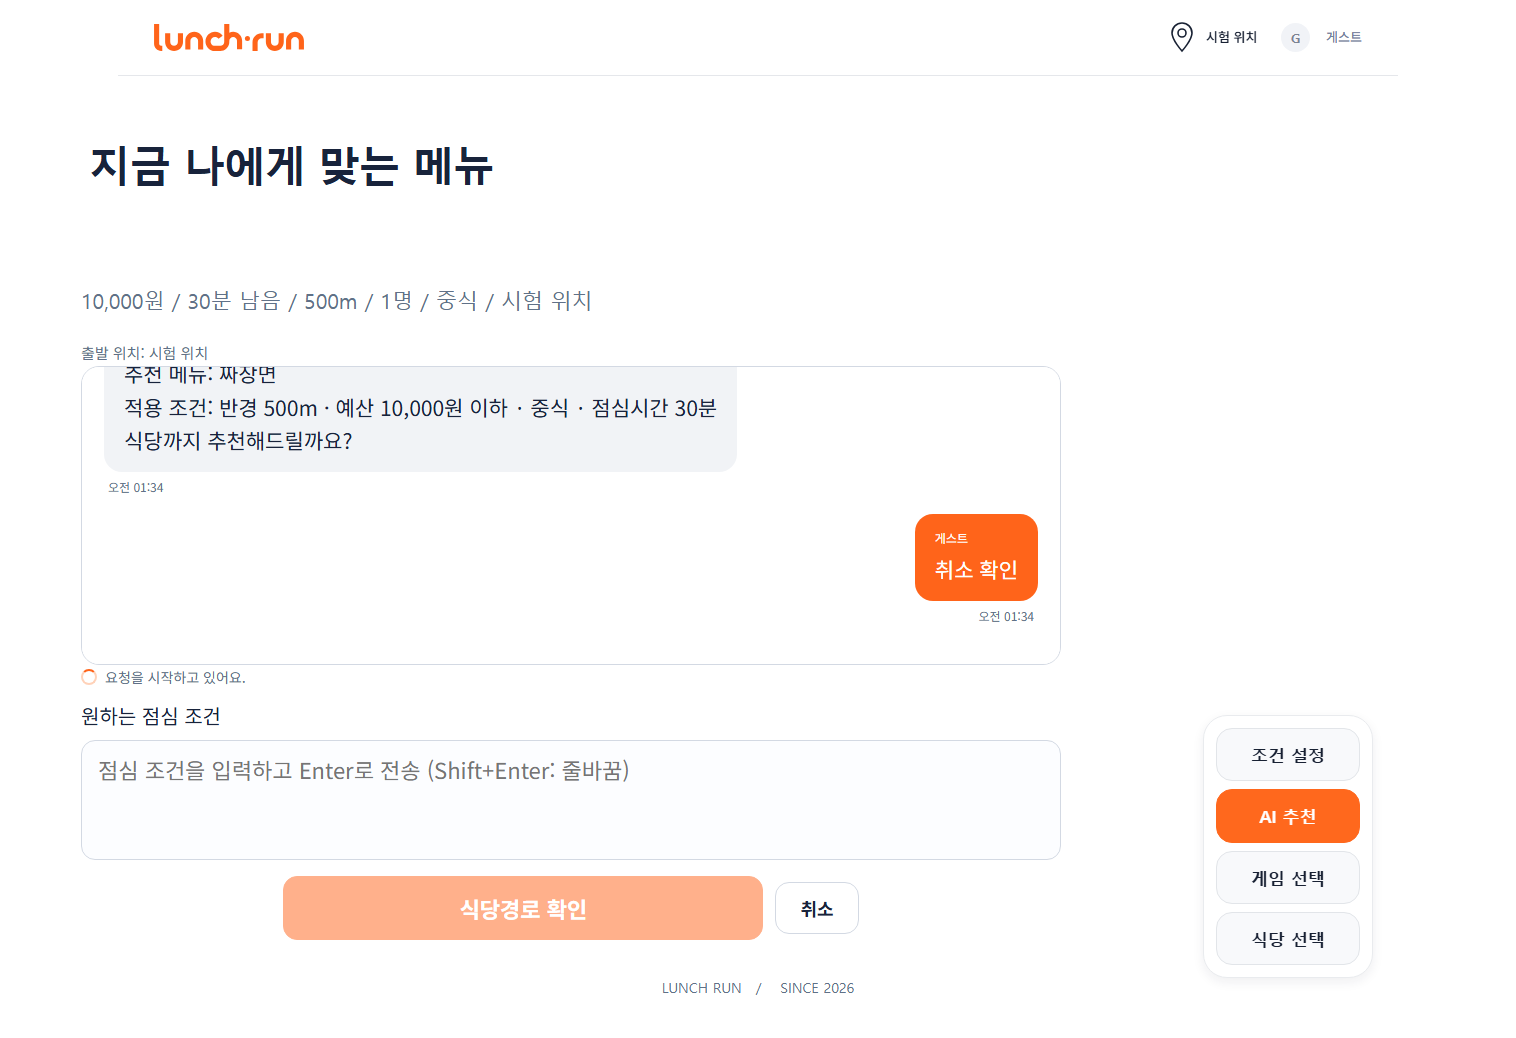 lunch·run
시험 위치
G
게스트
지금 나에게 맞는 메뉴
10,000원 / 30분 남음 / 500m / 1명 / 중식 / 시험 위치
출발 위치: 시험 위치
추천 메뉴: 짜장면
적용 조건: 반경 500m · 예산 10,000원 이하 · 중식 · 점심시간 30분
식당까지 추천해드릴까요?
오전 01:34
게스트
취소 확인
오전 01:34
요청을 시작하고 있어요.
원하는 점심 조건
점심 조건을 입력하고 Enter로 전송 (Shift+Enter: 줄바꿈)
식당경로 확인
취소
조건 설정
AI 추천
게임 선택
식당 선택
LUNCH RUN / SINCE 2026